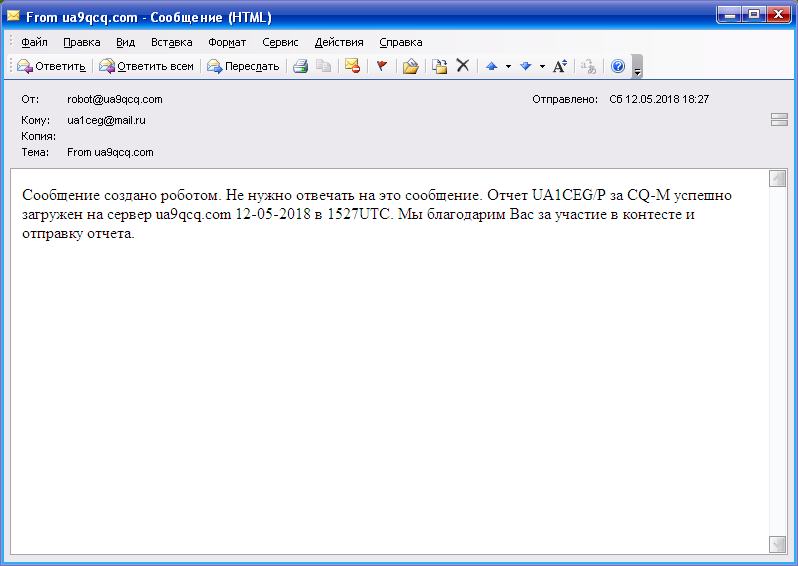 From ua9qcq.com - Сообщение (HTML)
Файл Правка Вид Вставка Формат Сервис Действия Справка
Ответить Ответить всем Переслать
От: robot@ua9qcq.com Отправлено: Сб 12.05.2018 18:27
Кому: ua1ceg@mail.ru
Копия:
Тема: From ua9qcq.com
Сообщение создано роботом. Не нужно отвечать на это сообщение. Отчет UA1CEG/P за CQ-M успешно
загружен на сервер ua9qcq.com 12-05-2018 в 1527UTC. Мы благодарим Вас за участие в контесте и
отправку отчета.